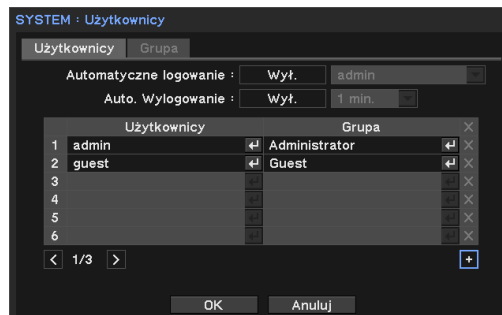 SYSTEM : Użytkownicy
Użytkownicy Grupa
Automatyczne logowanie : Wył. admin
Auto. Wylogowanie : Wył. 1 min.
Użytkownicy Grupa X
1 admin Administrator X
2 guest Guest X
3 X
4 X
5 X
6 X
< 1/3 > +
OK Anuluj